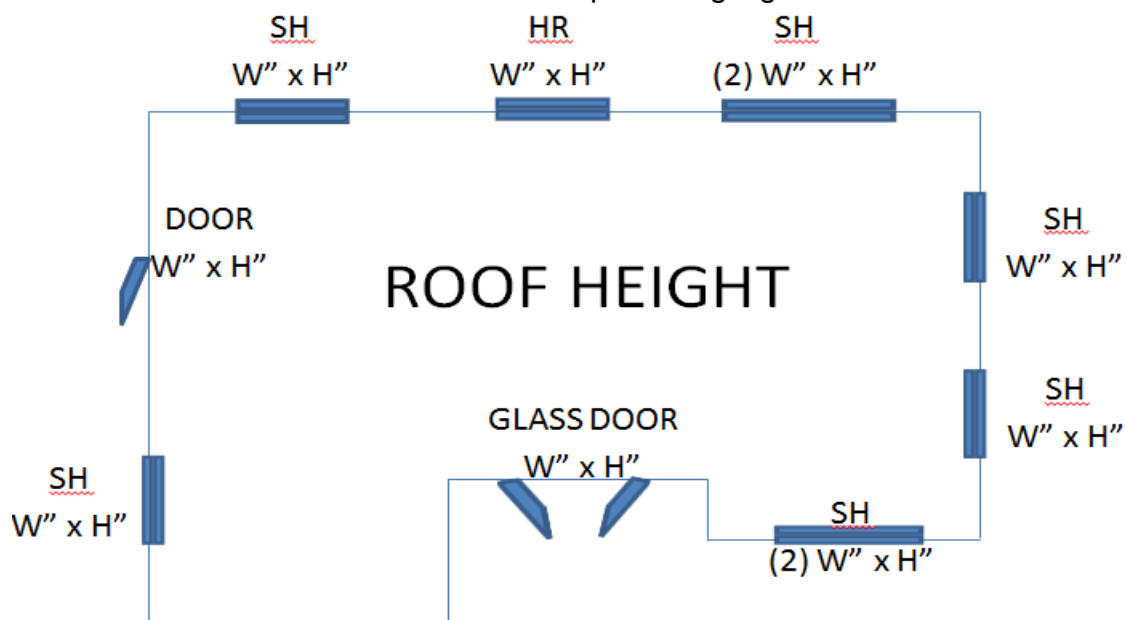 SH
W” x H”
HR
W” x H”
SH
(2) W” x H”
DOOR
W” x H”
SH
W” x H”
ROOF HEIGHT
SH
W” x H”
GLASS DOOR
W” x H”
SH
W” x H”
SH
(2) W” x H”